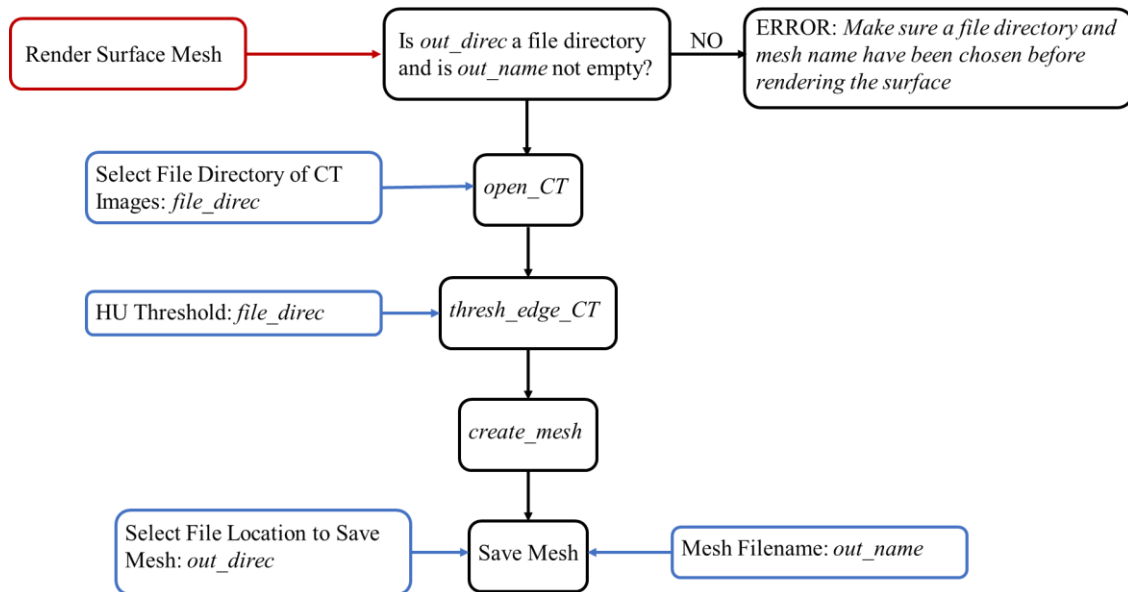 Render Surface Mesh
Is out_direc a file directory
and is out_name not empty?
NO
ERROR: Make sure a file directory and
mesh name have been chosen before
rendering the surface
Select File Directory of CT
Images: file_direc
open_CT
HU Threshold: file_direc
thresh_edge_CT
create_mesh
Select File Location to Save
Mesh: out_direc
Save Mesh
Mesh Filename: out_name